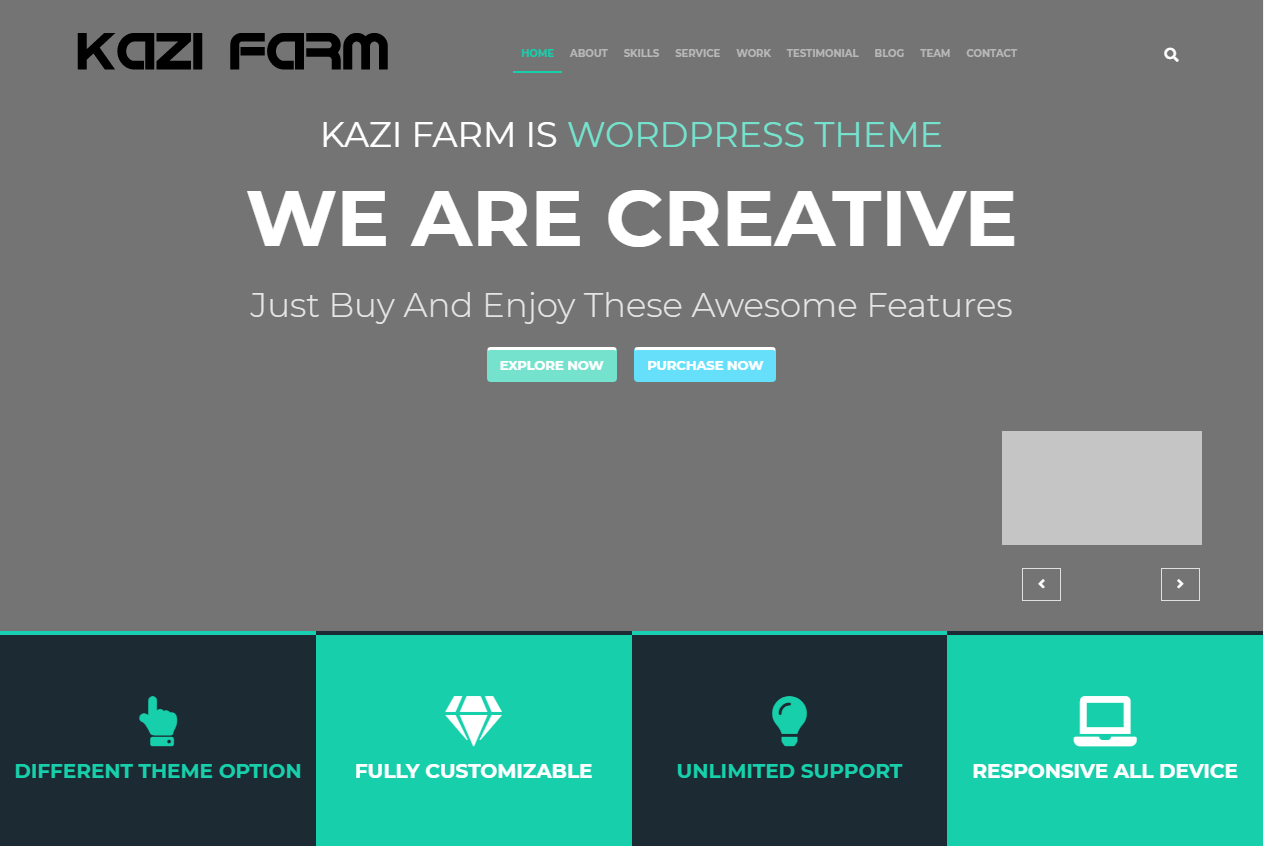 KAZI FARM
HOME ABOUT SKILLS SERVICE WORK TESTIMONIAL BLOG TEAM CONTACT
KAZI FARM IS WORDPRESS THEME
WE ARE CREATIVE
Just Buy And Enjoy These Awesome Features
EXPLORE NOW PURCHASE NOW
DIFFERENT THEME OPTION
FULLY CUSTOMIZABLE
UNLIMITED SUPPORT
RESPONSIVE ALL DEVICE